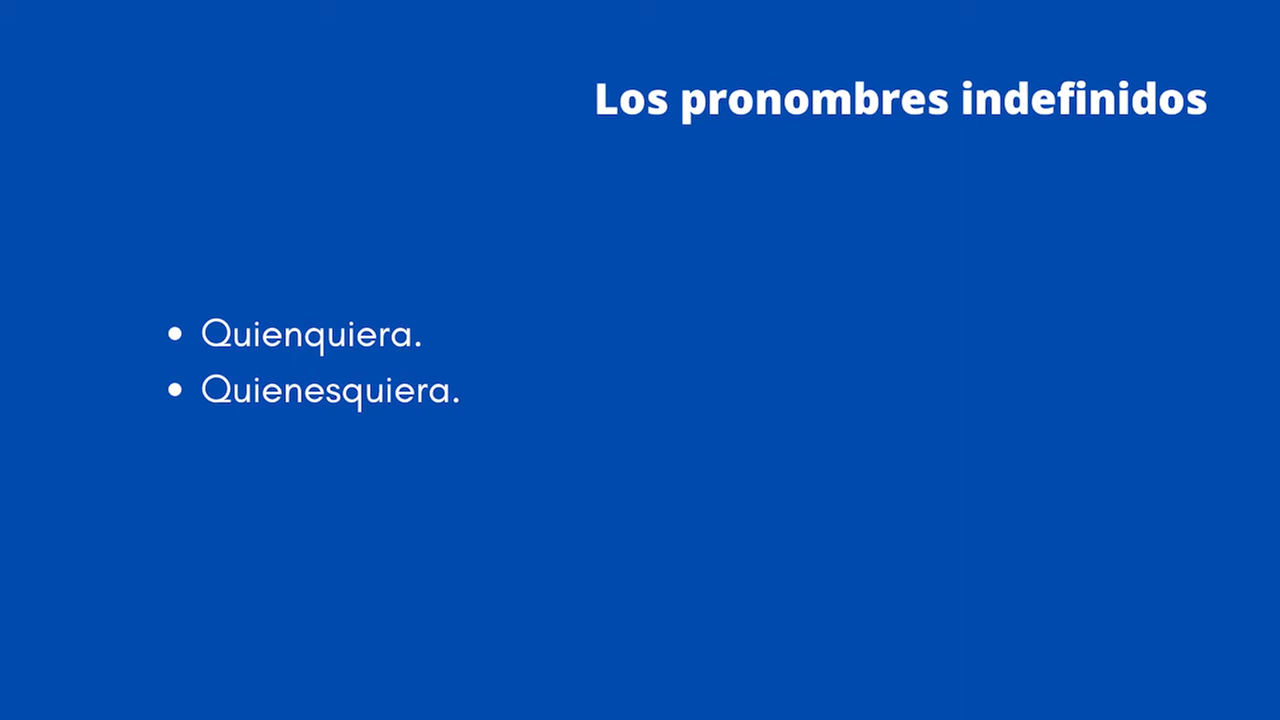 Los pronombres indefinidos
• Quienquiera.
• Quienesquiera.